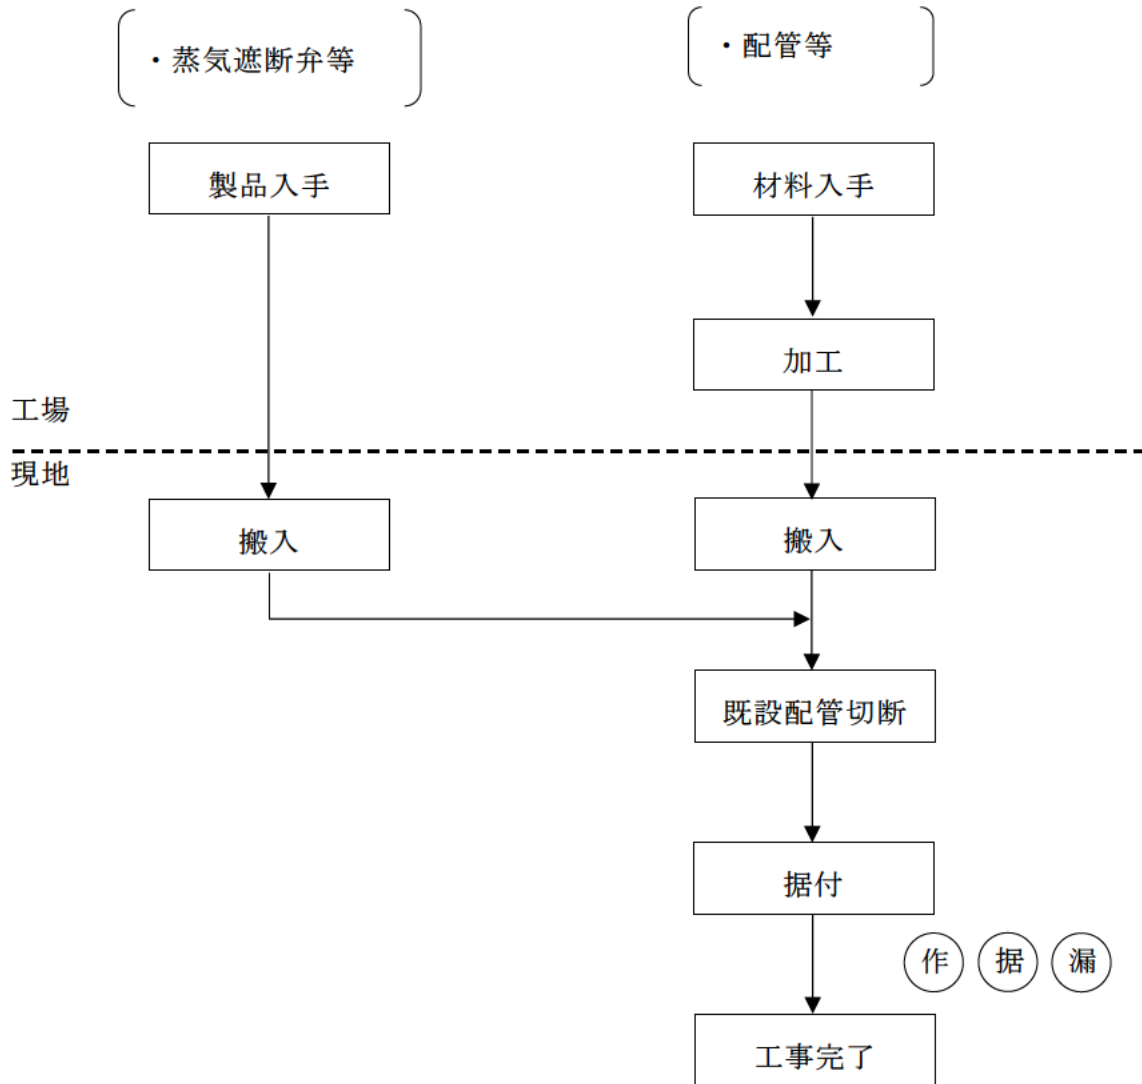 ・蒸気遮断弁等
・配管等
製品入手
材料入手
加工
工場
現地
搬入
搬入
既設配管切断
据付
作 据 漏
工事完了